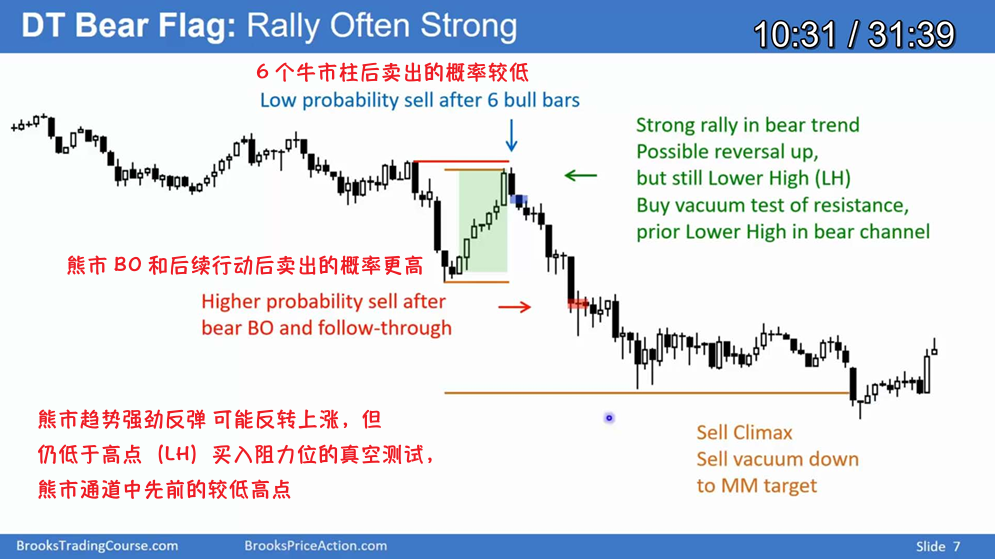 DT Bear Flag: Rally Often Strong
10:31 / 31:39
6个牛市柱后卖出的概率较低
Low probability sell after 6 bull bars
Strong rally in bear trend
Possible reversal up,
but still Lower High (LH)
Buy vacuum test of resistance,
prior Lower High in bear channel
熊市 BO 和后续行动后卖出的概率更高
Higher probability sell after
bear BO and follow-through
熊市趋势强劲反弹 可能反转上涨，但
仍低于高点（LH）买入阻力位的真空测试，
熊市通道中先前的较低高点
Sell Climax
Sell vacuum down
to MM target
BrooksTradingCourse.com
BrooksPriceAction.com
Slide 7